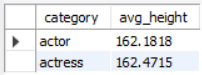 category avg_height
actor 162.1818
actress 162.4715